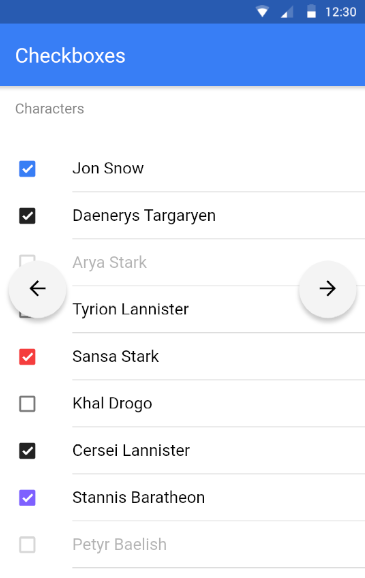 12:30
Checkboxes
Characters
Jon Snow
Daenerys Targaryen
Arya Stark
Tyrion Lannister
Sansa Stark
Khal Drogo
Cersei Lannister
Stannis Baratheon
Petyr Baelish